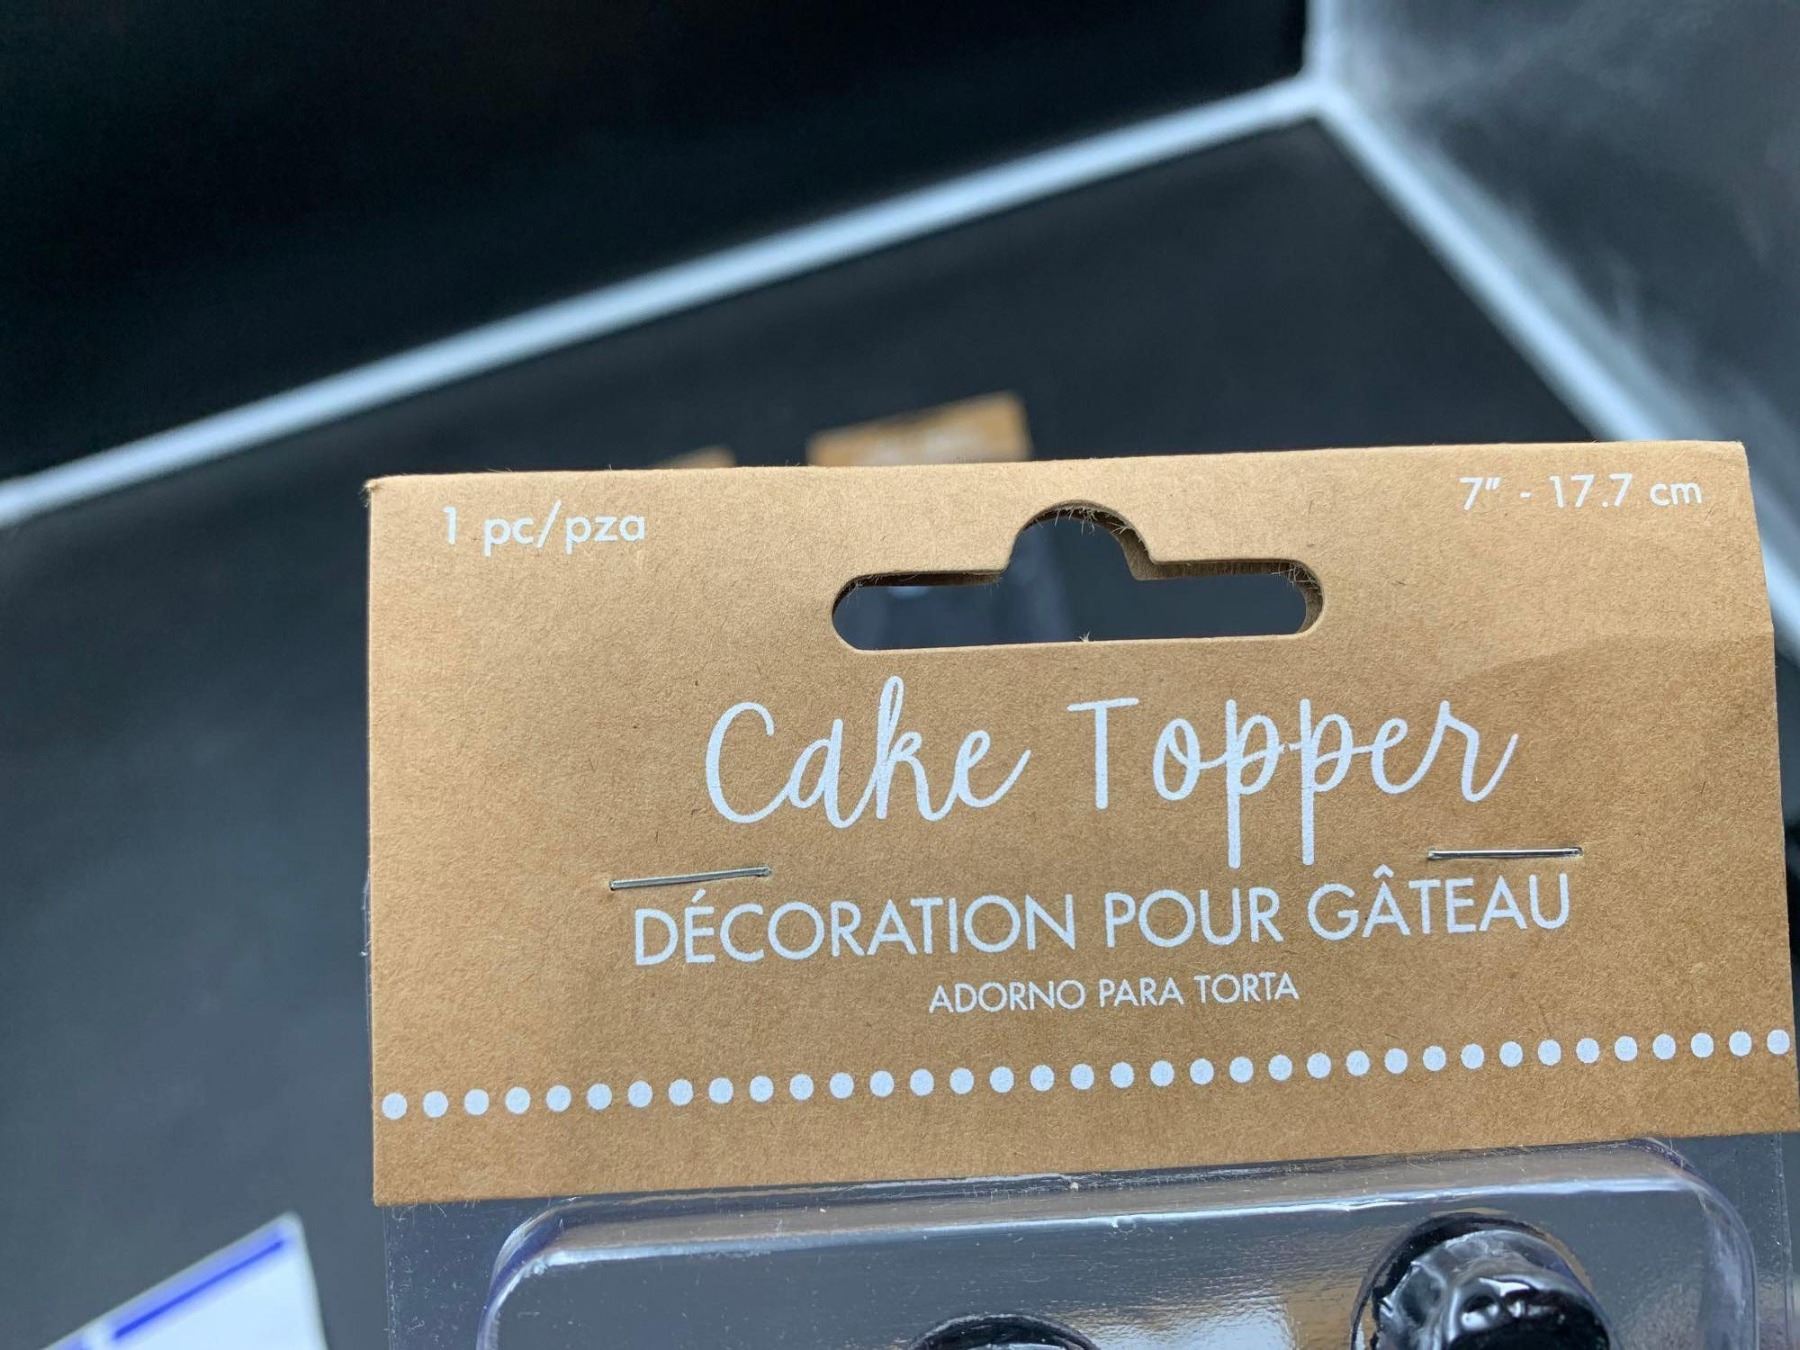 1 pc/pza
7" - 17.7 cm
Cake Topper
DÉCORATION POUR GÂTEAU
ADORNO PARA TORTA